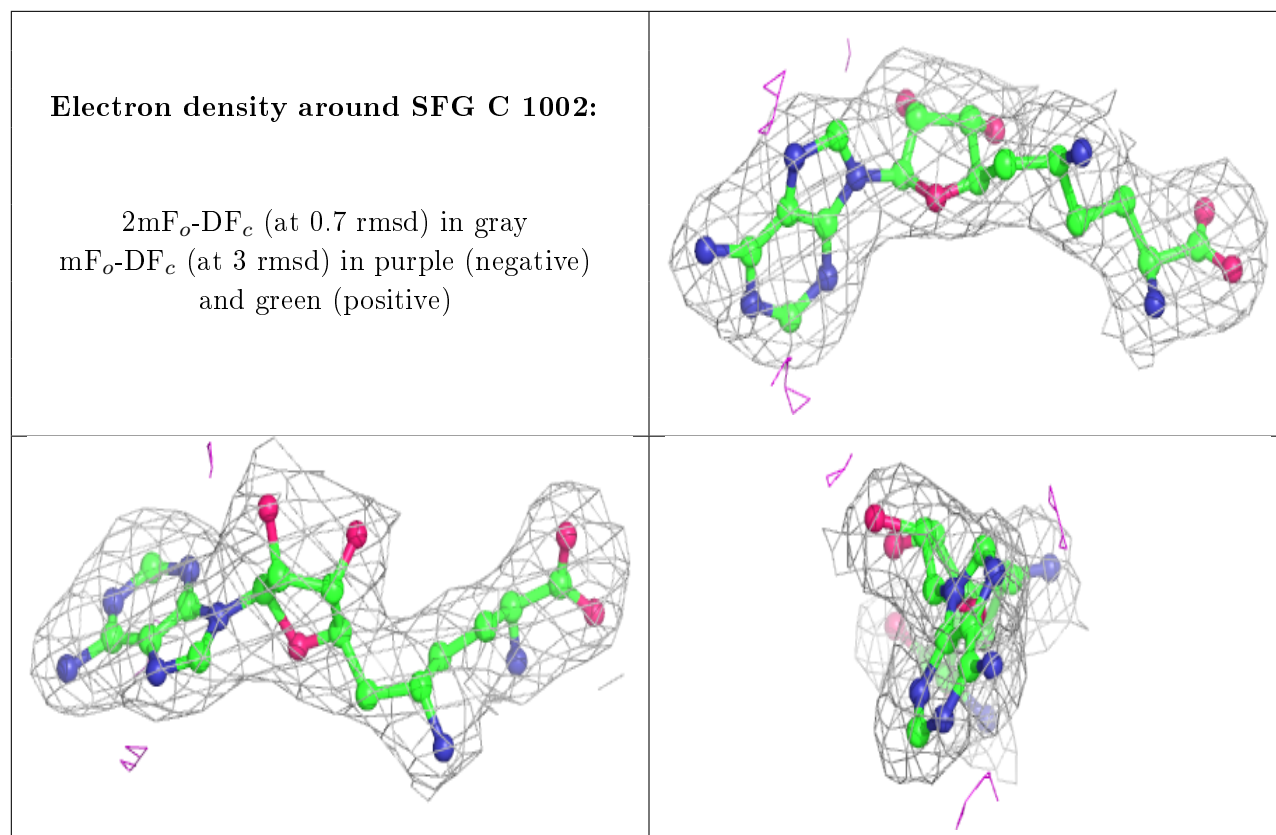 Electron density around SFG C 1002:
2mFₒ-DF𝒸 (at 0.7 rmsd) in gray
mFₒ-DF𝒸 (at 3 rmsd) in purple (negative)
and green (positive)